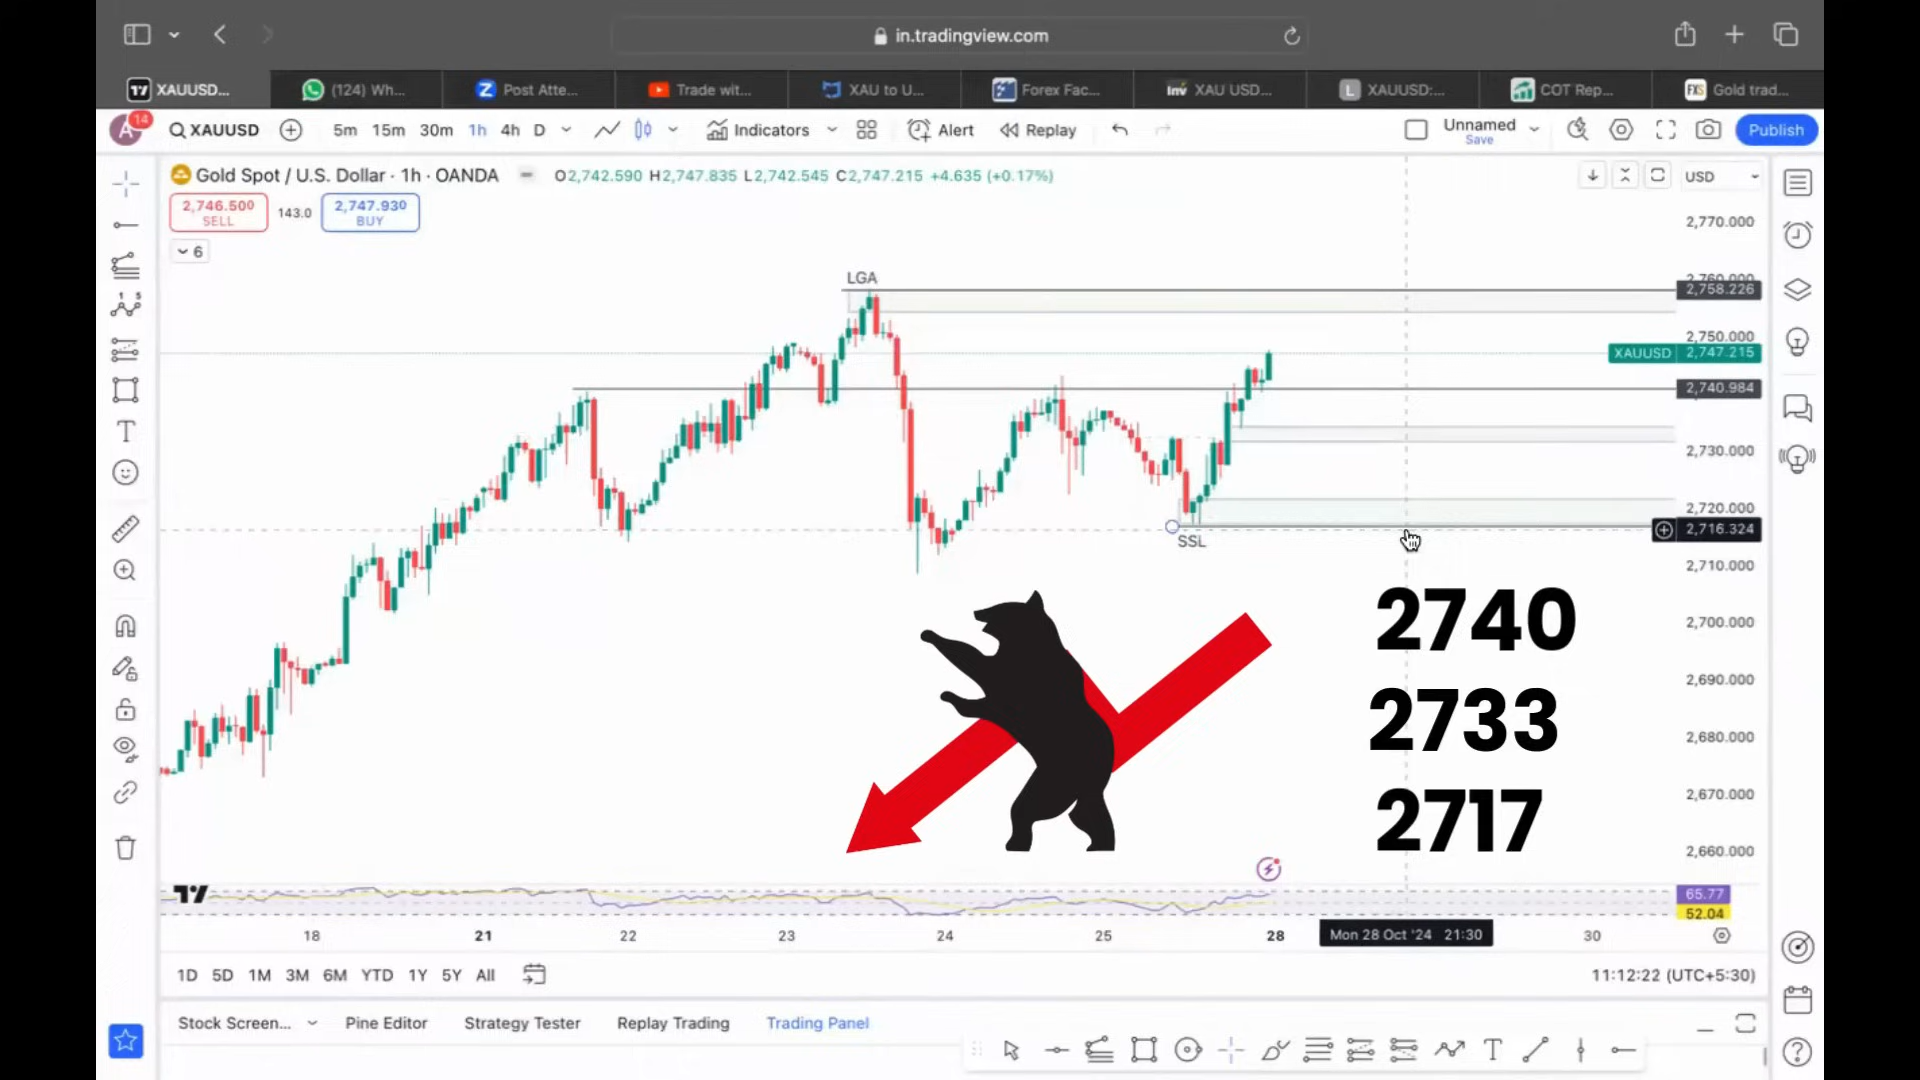 in.tradingview.com
XAUUSD...
(124) Wh...
Post Atte...
Trade wit...
XAU to U...
Forex Fac...
Inv XAU USD...
L XAUUSD:...
COT Rep...
FXS Gold trad...
A 14
XAUUSD 5m 15m 30m 1h 4h D Indicators Alert Replay Unnamed Publish
Save
Gold Spot / U.S. Dollar · 1h · OANDA O2,742.590 H2,747.835 L2,742.545 C2,747.215 +4.635 (+0.17%) USD
2,746.500 143.0 2,747.930
SELL BUY
6
2,770.000
LGA
2,760.000
2,758.226
2,750.000
XAUUSD 2,747.215
2,740.984
2,730.000
2,720.000
2,716.324
SSL
2,710.000
2740
2,700.000
2,690.000
2733
2,680.000
2,670.000
2717
2,660.000
65.77
52.04
18 21 22 23 24 25 28 Mon 28 Oct '24 21:30 30
1D 5D 1M 3M 6M YTD 1Y 5Y All 11:12:22 (UTC+5:30)
Stock Screen... Pine Editor Strategy Tester Replay Trading Trading Panel